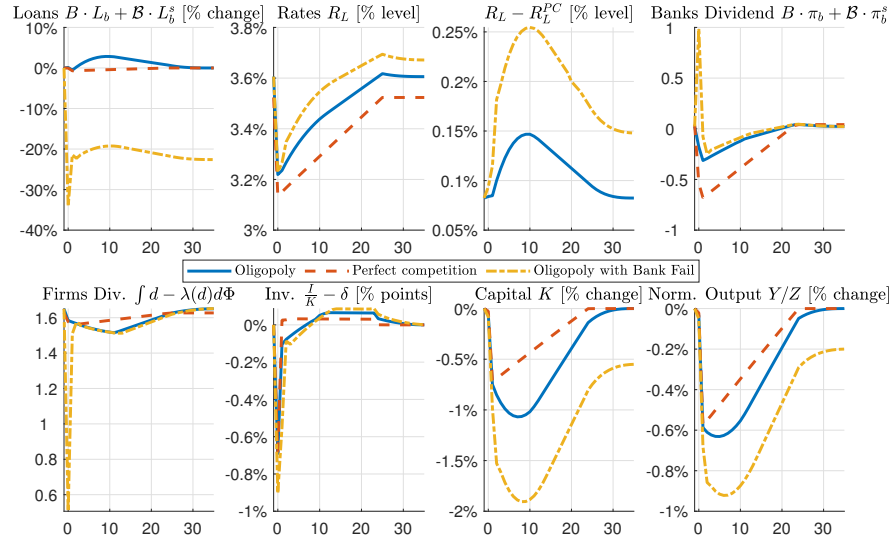 Loans B · L_b + ℬ · L_b^s [% change]
Rates R_L [% level]
R_L − R_L^{PC} [% level]
Banks Dividend B · π_b + ℬ · π_b^s
10%
0%
-10%
-20%
-30%
-40%
0 10 20 30
3.8%
3.6%
3.4%
3.2%
3%
0 10 20 30
0.25%
0.2%
0.15%
0.1%
0.05%
0 10 20 30
1
0.5
0
-0.5
-1
0 10 20 30
Oligopoly
Perfect competition
Oligopoly with Bank Fail
Firms Div. ∫ d − λ(d)dΦ
Inv. I/K − δ [% points]
Capital K [% change]
Norm. Output Y/Z [% change]
1.6
1.4
1.2
1
0.8
0.6
0 10 20 30
0%
-0.2%
-0.4%
-0.6%
-0.8%
-1%
0 10 20 30
0%
-0.5%
-1%
-1.5%
-2%
0 10 20 30
0%
-0.2%
-0.4%
-0.6%
-0.8%
-1%
0 10 20 30